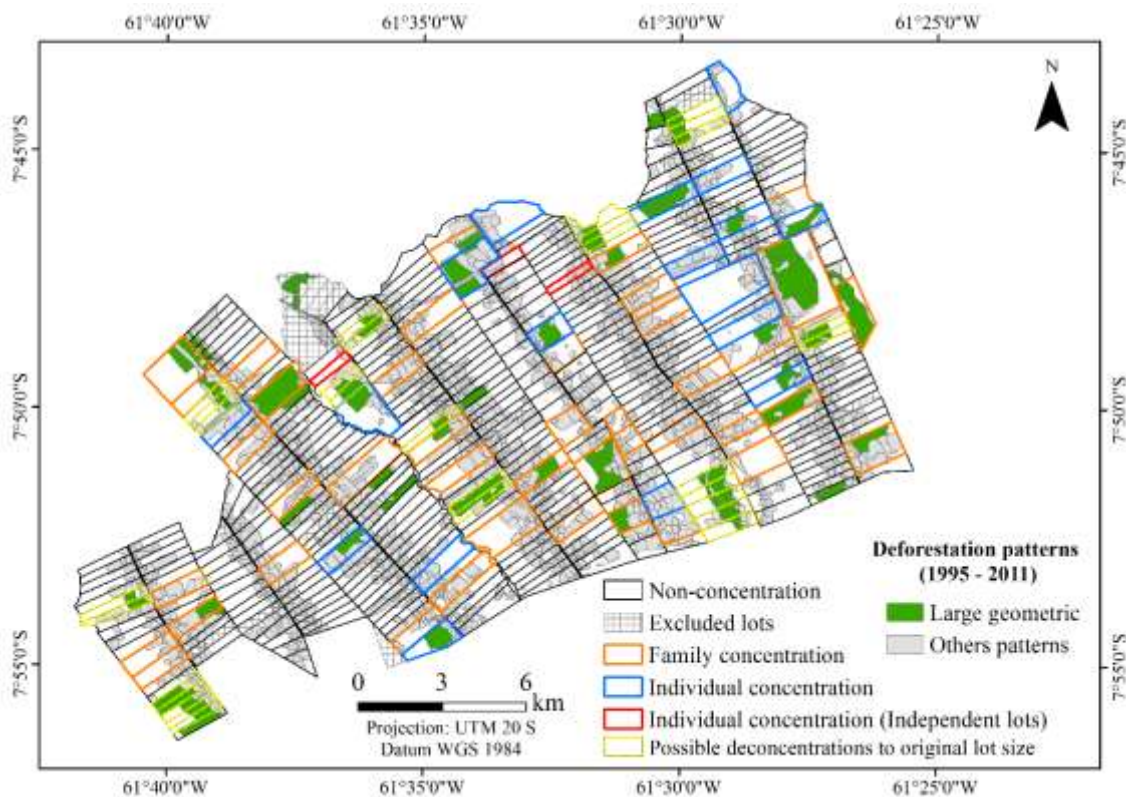 61°40'0"W 61°35'0"W 61°30'0"W 61°25'0"W
N
7°45'0"S 7°45'0"S
7°50'0"S 7°50'0"S
Deforestation patterns
(1995 - 2011)
Non-concentration
Large geometric
Excluded lots
Others patterns
Family concentration
7°55'0"S 7°55'0"S
0 3 6
km
Individual concentration
Projection: UTM 20 S
Individual concentration (Independent lots)
Datum WGS 1984
Possible deconcentrations to original lot size
61°40'0"W 61°35'0"W 61°30'0"W 61°25'0"W